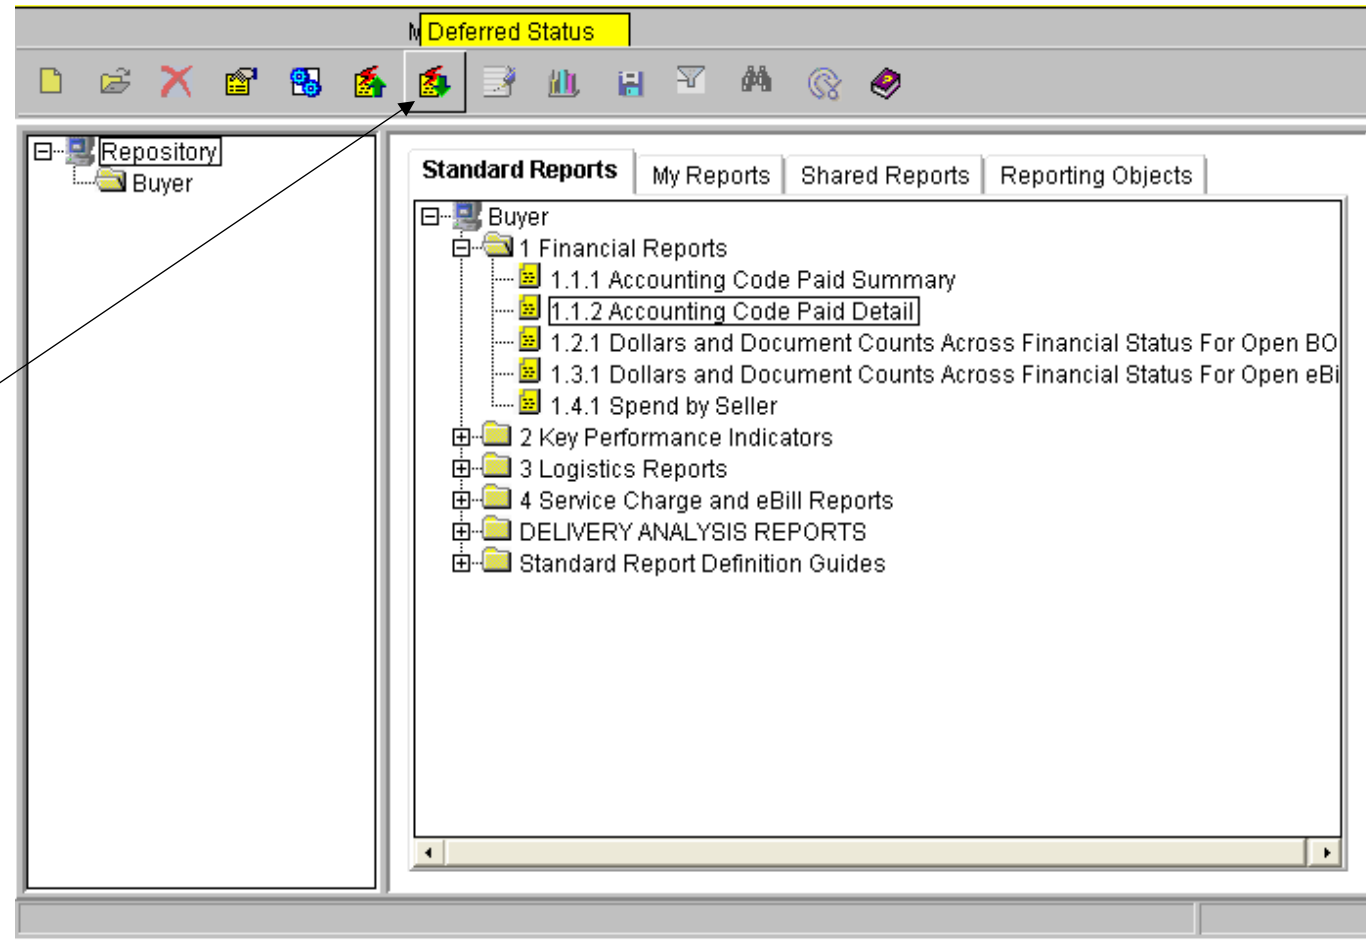 Deferred Status
Repository
Buyer
Standard Reports
My Reports
Shared Reports
Reporting Objects
Buyer
1 Financial Reports
1.1.1 Accounting Code Paid Summary
1.1.2 Accounting Code Paid Detail
1.2.1 Dollars and Document Counts Across Financial Status For Open BO
1.3.1 Dollars and Document Counts Across Financial Status For Open eBi
1.4.1 Spend by Seller
2 Key Performance Indicators
3 Logistics Reports
4 Service Charge and eBill Reports
DELIVERY ANALYSIS REPORTS
Standard Report Definition Guides